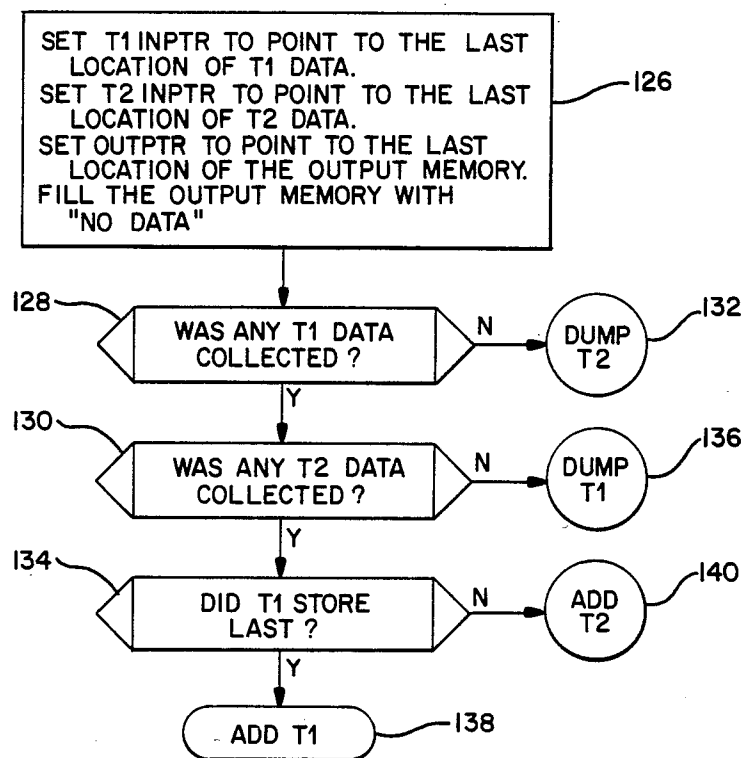 SET T1 INPTR TO POINT TO THE LAST
LOCATION OF T1 DATA.
SET T2 INPTR TO POINT TO THE LAST
LOCATION OF T2 DATA.
SET OUTPTR TO POINT TO THE LAST
LOCATION OF THE OUTPUT MEMORY.
FILL THE OUTPUT MEMORY WITH
"NO DATA"
126
128
WAS ANY T1 DATA
COLLECTED ?
N
DUMP
T2
132
Y
130
WAS ANY T2 DATA
COLLECTED ?
N
DUMP
T1
136
Y
134
DID T1 STORE
LAST ?
N
ADD
T2
140
Y
ADD T1
138